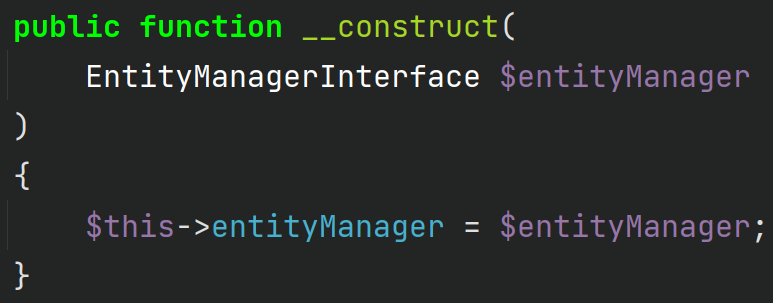 public function __construct(
    EntityManagerInterface $entityManager
)
{
    $this->entityManager = $entityManager;
}